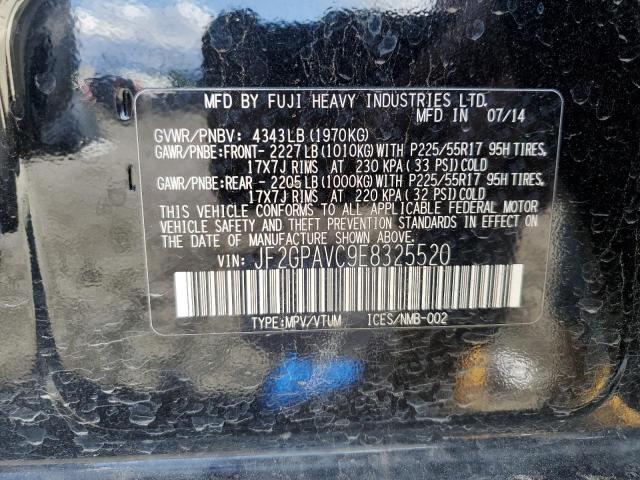 MFD BY FUJI HEAVY INDUSTRIES LTD.
MFD IN 07/14
GVWR/PNBV: 4343LB(1970KG)
GAWR/PNBE:FRONT- 2227LB(1010KG)WITH P225/55R17 95H TIRES,
17X7J RIMS AT 230 KPA(33 PSI)COLD
GAWR/PNBE:REAR - 2205LB(1000KG)WITH P225/55R17 95H TIRES,
17X7J RIMS AT 220 KPA(32 PSI)COLD
THIS VEHICLE CONFORMS TO ALL APPLICABLE FEDERAL MOTOR
VEHICLE SAFETY AND THEFT PREVENTION STANDARDS IN EFFECT ON
THE DATE OF MANUFACTURE SHOWN ABOVE.
VIN: JF2GPAVC9E8325520
TYPE:MPV/VTUM ICES/NMB-002